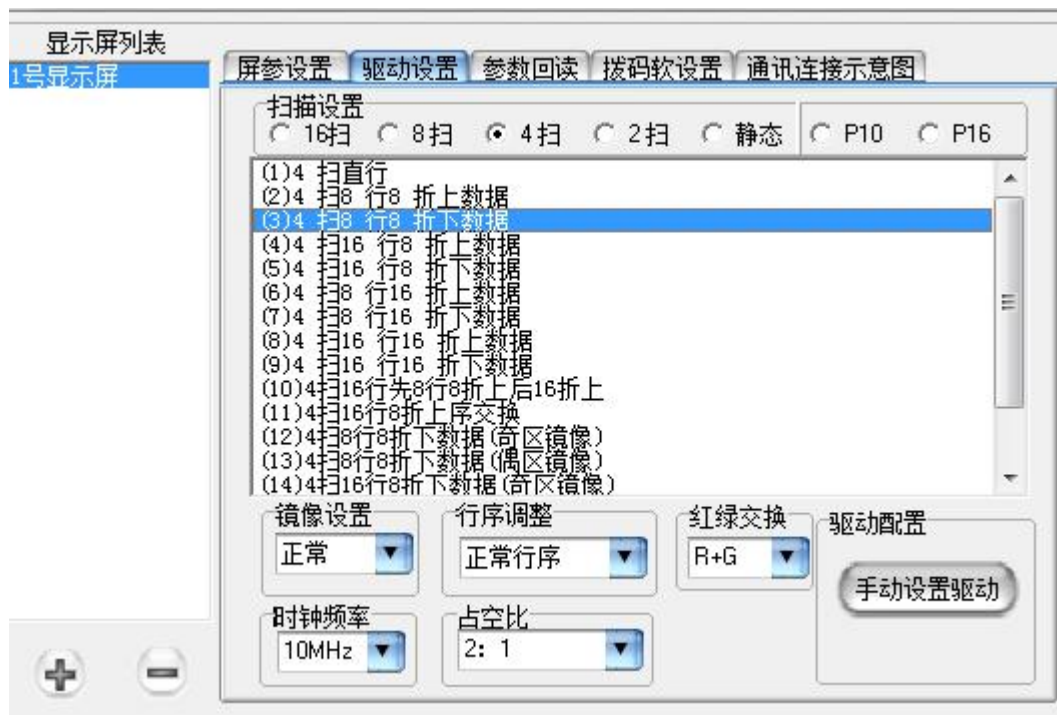 显示屏列表
1号显示屏
屏参设置 驱动设置 参数回读 拨码软设置 通讯连接示意图
扫描设置
16扫 8扫 4扫 2扫 静态 P10 P16
(1)4 扫直行
(2)4 扫8 行8 折上数据
(3)4 扫8 行8 折下数据
(4)4 扫16 行8 折上数据
(5)4 扫16 行8 折下数据
(6)4 扫8 行16 折上数据
(7)4 扫8 行16 折下数据
(8)4 扫16 行16 折上数据
(9)4 扫16 行16 折下数据
(10)4扫16行先8行8折上后16折上
(11)4扫16行8折上序交换
(12)4扫8行8折下数据(奇区镜像)
(13)4扫8行8折下数据(偶区镜像)
(14)4扫16行8折下数据(奇区镜像)
镜像设置 行序调整 红绿交换 驱动配置
正常 正常行序 R+G
手动设置驱动
时钟频率 占空比
10MHz 2: 1